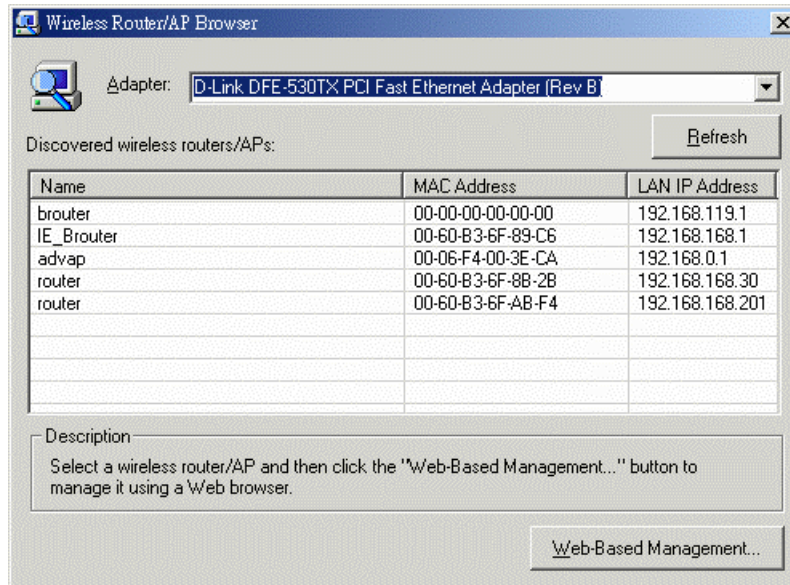 Wireless Router/AP Browser
Adapter:
D-Link DFE-530TX PCI Fast Ethernet Adapter (Rev B)
Refresh
Discovered wireless routers/APs:
Name MAC Address LAN IP Address
brouter 00-00-00-00-00-00 192.168.119.1
IE_Brouter 00-60-B3-6F-89-C6 192.168.168.1
advap 00-06-F4-00-3E-CA 192.168.0.1
router 00-60-B3-6F-8B-2B 192.168.168.30
router 00-60-B3-6F-AB-F4 192.168.168.201
Description
Select a wireless router/AP and then click the "Web-Based Management..." button to
manage it using a Web browser.
Web-Based Management...